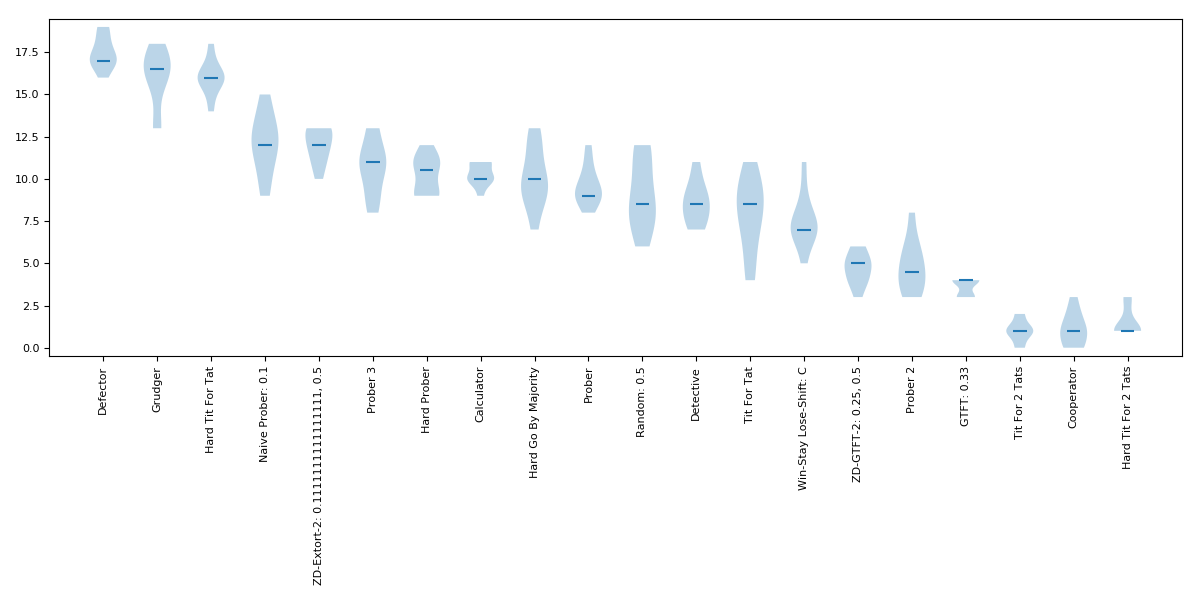 17.5
15.0
12.5
10.0
7.5
5.0
2.5
0.0
Defector
Grudger
Hard Tit For Tat
Naive Prober: 0.1
ZD-Extort-2: 0.1111111111111111, 0.5
Prober 3
Hard Prober
Calculator
Hard Go By Majority
Prober
Random: 0.5
Detective
Tit For Tat
Win-Stay Lose-Shift: C
ZD-GTFT-2: 0.25, 0.5
Prober 2
GTFT: 0.33
Tit For 2 Tats
Cooperator
Hard Tit For 2 Tats